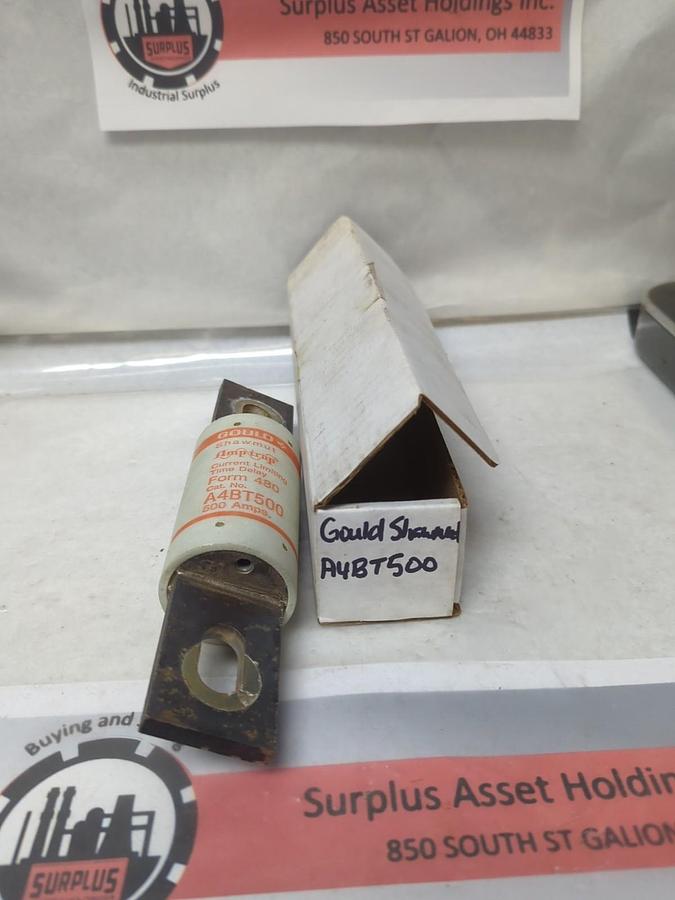 Surplus Asset Holdings Inc.
850 SOUTH ST GALION, OH 44833
SURPLUS
Industrial Surplus
GOULD
Shawmut
Amp-trap
Current Limiting
Time Delay
Form 480
Cat. No.
A4BT500
500 Amps.
Gould Shawmut
A4BT500
Buying and
Surplus Asset Holdin
850 SOUTH ST GALION
SURPLUS